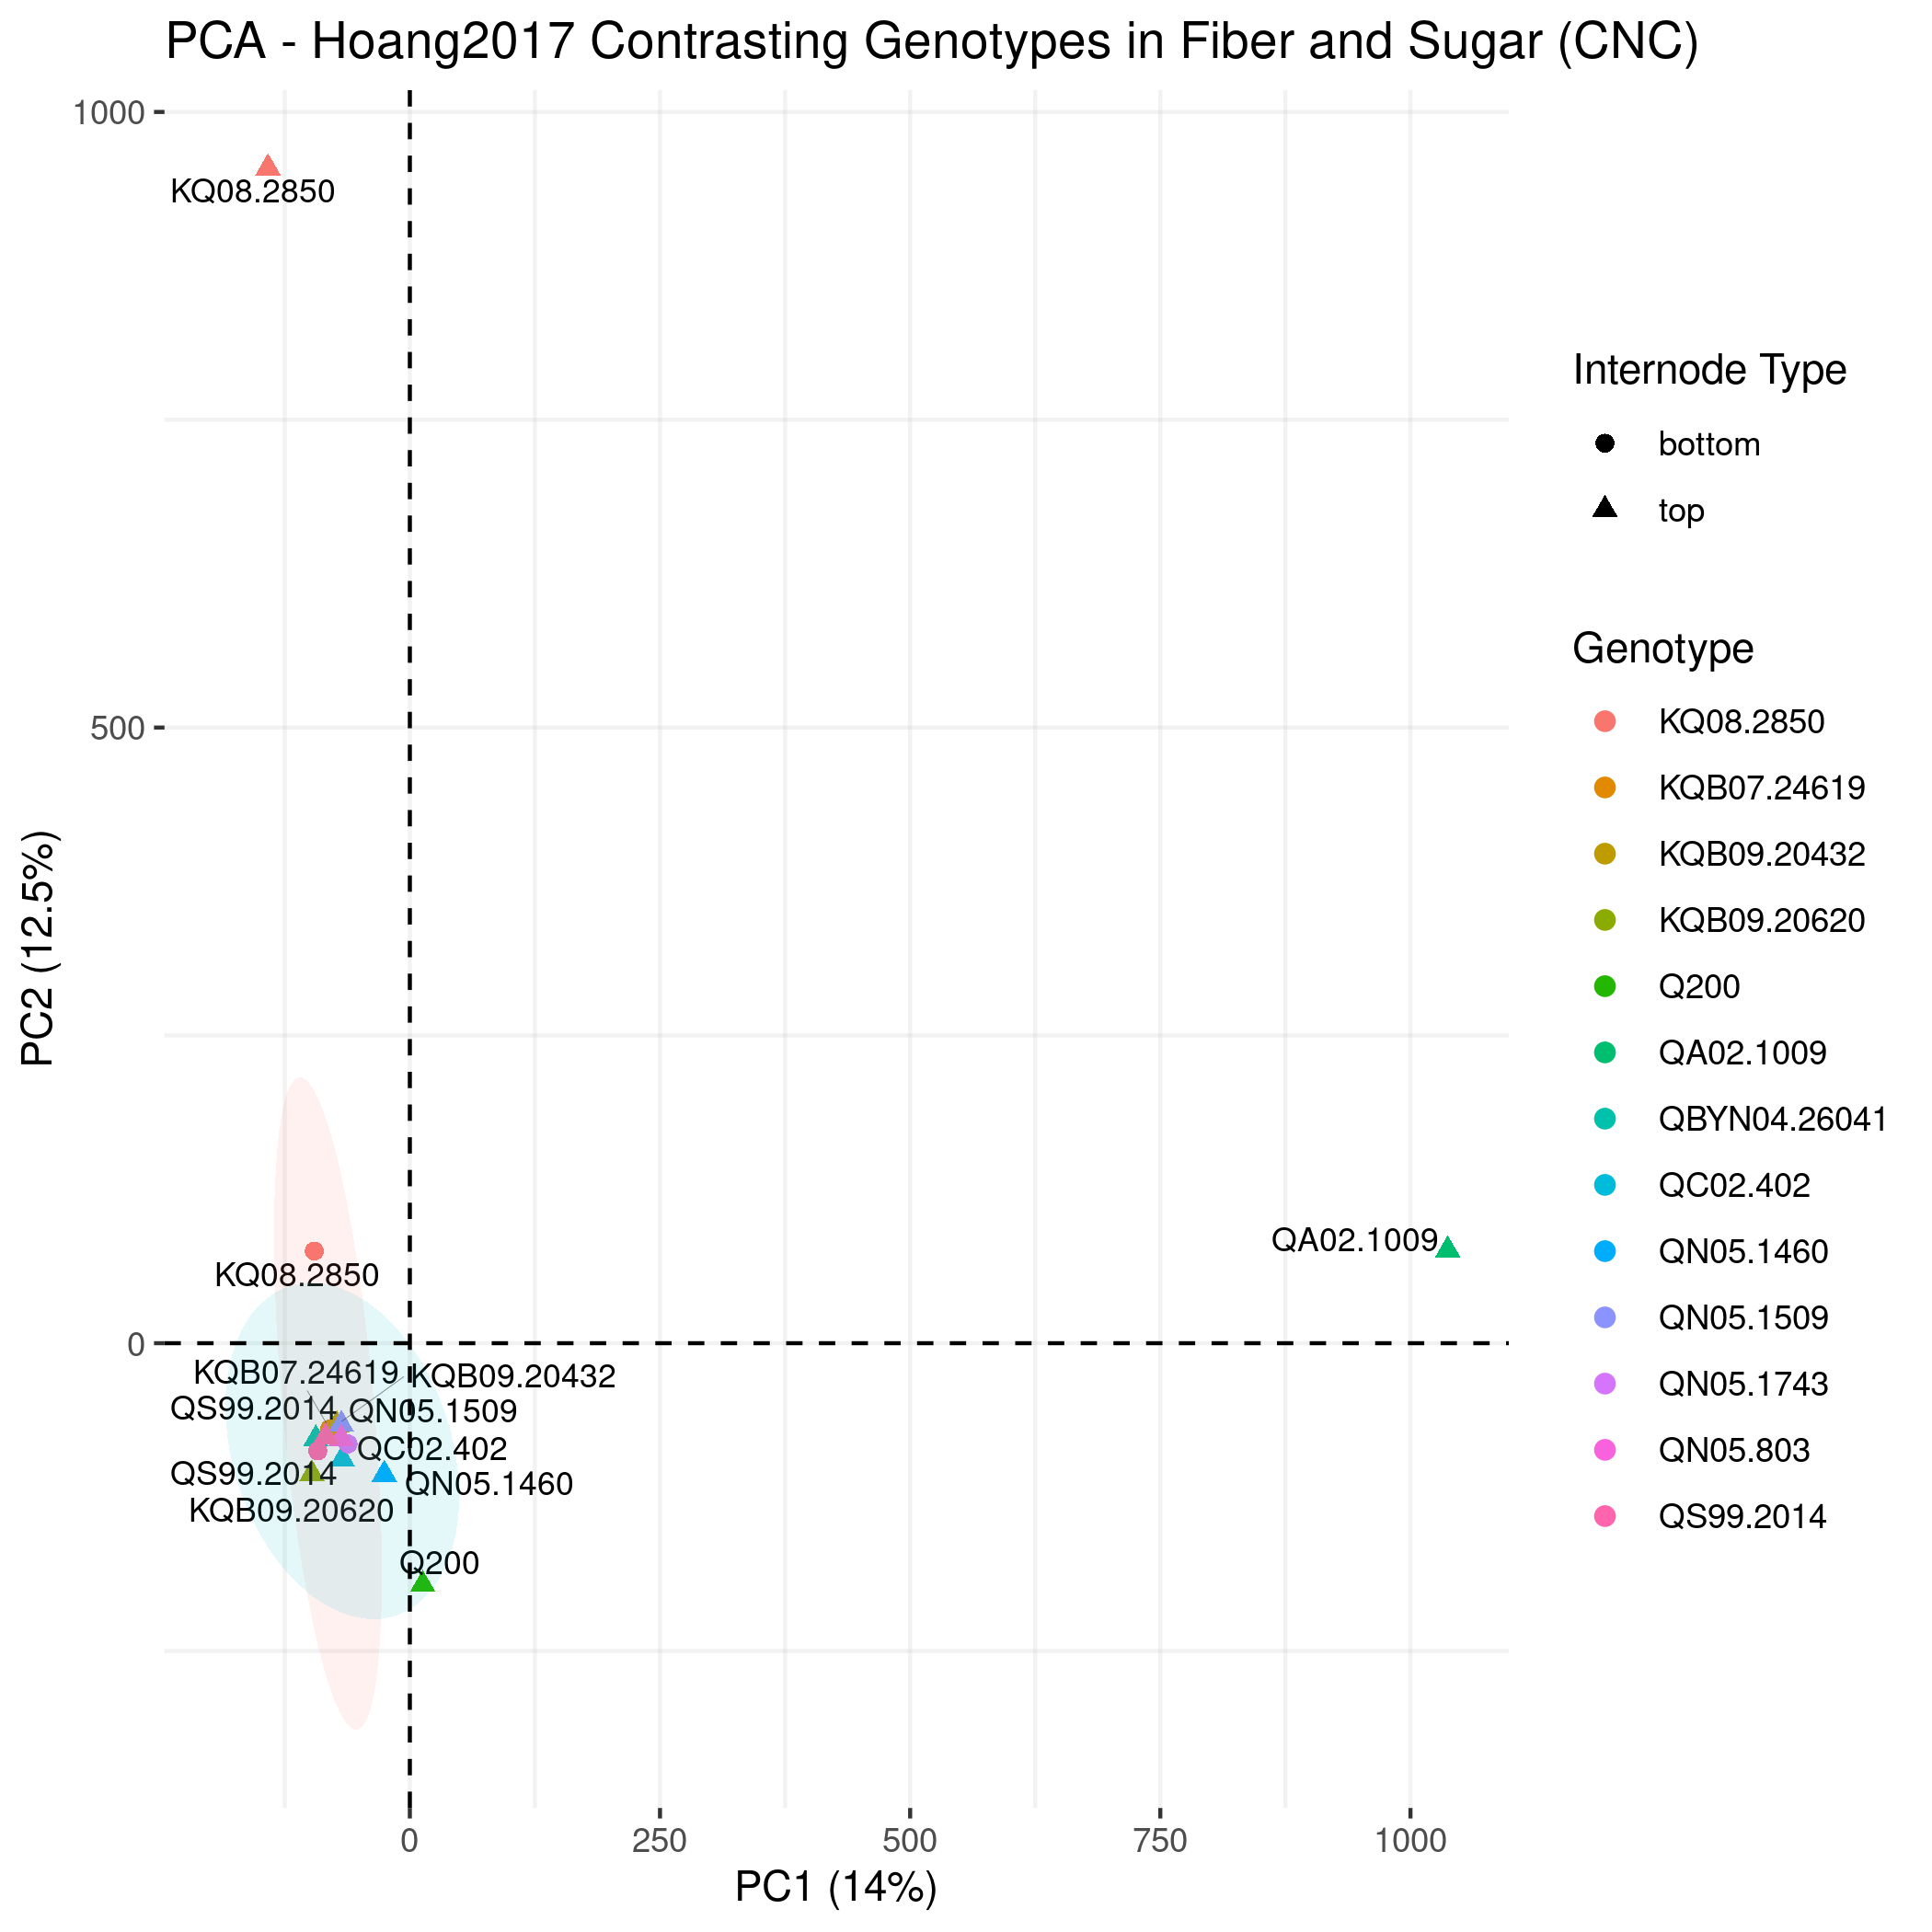 PCA - Hoang2017 Contrasting Genotypes in Fiber and Sugar (CNC)
1000
500
0
PC2 (12.5%)
KQ08.2850
KQ08.2850
QA02.1009
KQB07.24619
KQB09.20432
QS99.2014
QN05.1509
QC02.402
QS99.2014
QN05.1460
KQB09.20620
Q200
0
250
500
750
1000
PC1 (14%)
Internode Type
bottom
top
Genotype
KQ08.2850
KQB07.24619
KQB09.20432
KQB09.20620
Q200
QA02.1009
QBYN04.26041
QC02.402
QN05.1460
QN05.1509
QN05.1743
QN05.803
QS99.2014